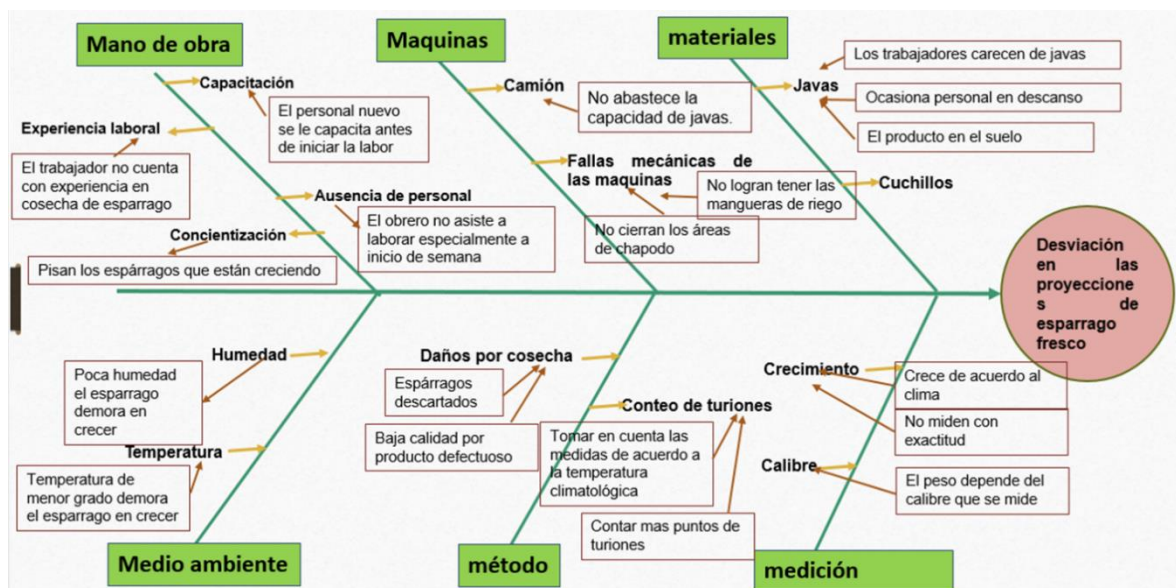 Mano de obra
Capacitación
El personal nuevo
se le capacita antes
de iniciar la labor
Experiencia laboral
El trabajador no cuenta
con experiencia en
cosecha de esparrago
Ausencia de personal
El obrero no asiste a
laborar especialmente a
inicio de semana
Concientización
Pisan los espárragos que están creciendo
Maquinas
Camión
No abastece la
capacidad de javas.
Fallas mecánicas de
las maquinas
No logran tener las
mangueras de riego
No cierran los áreas
de chapodo
materiales
Javas
Los trabajadores carecen de javas
Ocasiona personal en descanso
El producto en el suelo
Cuchillos
Desviación
en las
proyeccione
s de
esparrago
fresco
Humedad
Poca humedad
el esparrago
demora en
crecer
Temperatura
Temperatura de
menor grado demora
el esparrago en crecer
Medio ambiente
Daños por cosecha
Espárragos
descartados
Baja calidad por
producto defectuoso
Conteo de turiones
Tomar en cuenta las
medidas de acuerdo a
la temperatura
climatológica
Contar mas puntos de
turiones
método
Crecimiento
Crece de acuerdo al
clima
No miden con
exactitud
Calibre
El peso depende del
calibre que se mide
medición